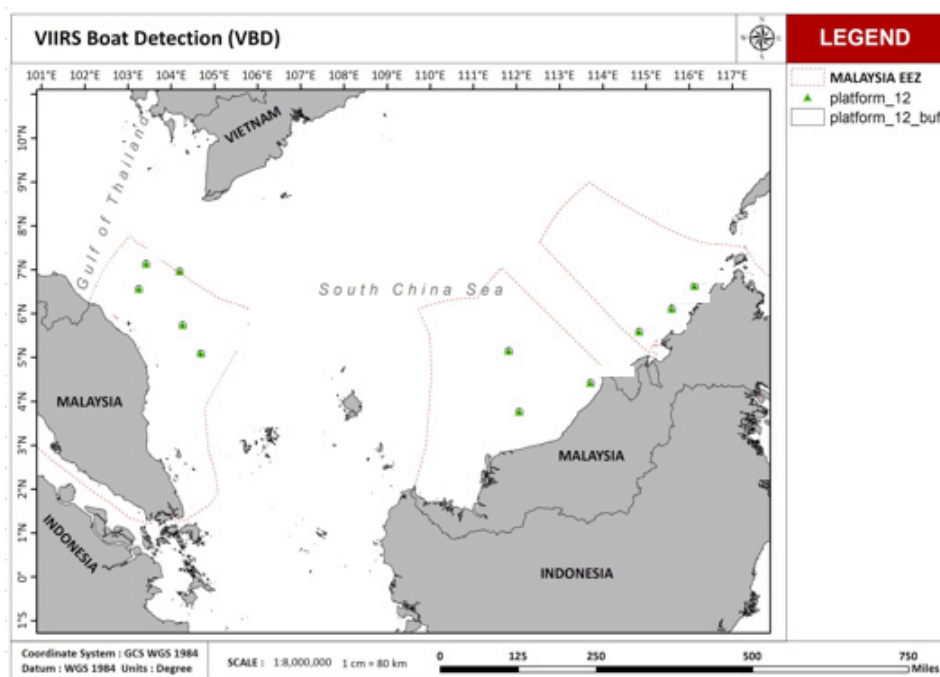 VIIRS Boat Detection (VBD)
LEGEND
MALAYSIA EEZ
platform_12
platform_12_buf
101°E 102°E 103°E 104°E 105°E 106°E 107°E 108°E 109°E 110°E 111°E 112°E 113°E 114°E 115°E 116°E 117°E
10°N
9°N
8°N
7°N
6°N
5°N
4°N
3°N
2°N
1°N
0°
1°S
VIETNAM
Gulf of Thailand
South China Sea
MALAYSIA
MALAYSIA
INDONESIA
INDONESIA
Coordinate System : GCS WGS 1984
Datum : WGS 1984 Units : Degree
SCALE : 1:8,000,000 1 cm = 80 km
0 125 250 500 750
Miles